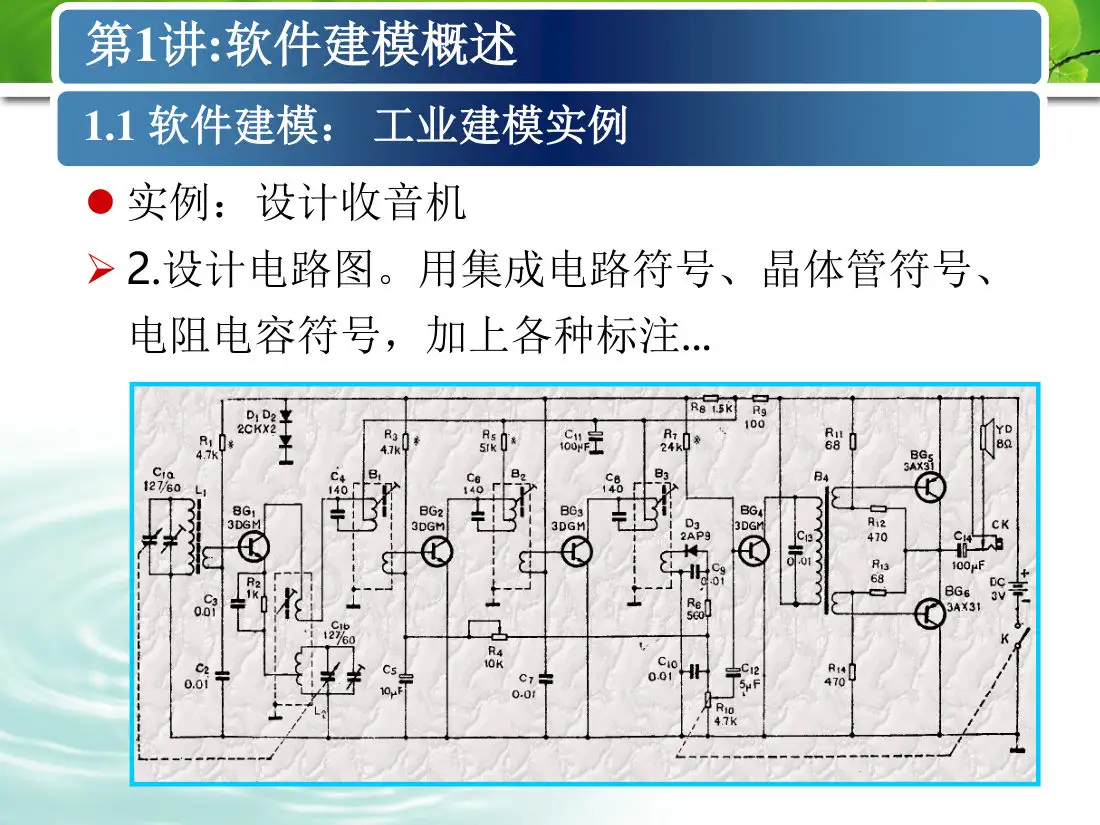 第1讲:软件建模概述
1.1 软件建模： 工业建模实例
实例：设计收音机
2.设计电路图。用集成电路符号、晶体管符号、
电阻电容符号，加上各种标注...
R8 1.5K
R9
100
D1 D2
2CK×2
R1 *
4.7K
R3 *
4.7K
R5 *
51K
C11
100μF
R7 *
24K
R11
68
YD
8Ω
C1a
127/60
L1
C4
140
B1
C6
140
B2
C8
140
B3
B4
BG5
3AX31
BG1
3DGM
BG2
3DGM
BG3
3DGM
D3
2AP9
BG4
3DGM
R12
470
CK
C13
0.01
C14
100μF
C9
0.01
R13
68
DC
3V
+
-
R2
1K
C3
0.01
R6
560
BG6
3AX31
C1b
127/60
R4
10K
K
C2
0.01
C5
10μF
C7
0.01
C10
0.01
C12
5μF
R14
470
L2
R10
4.7K